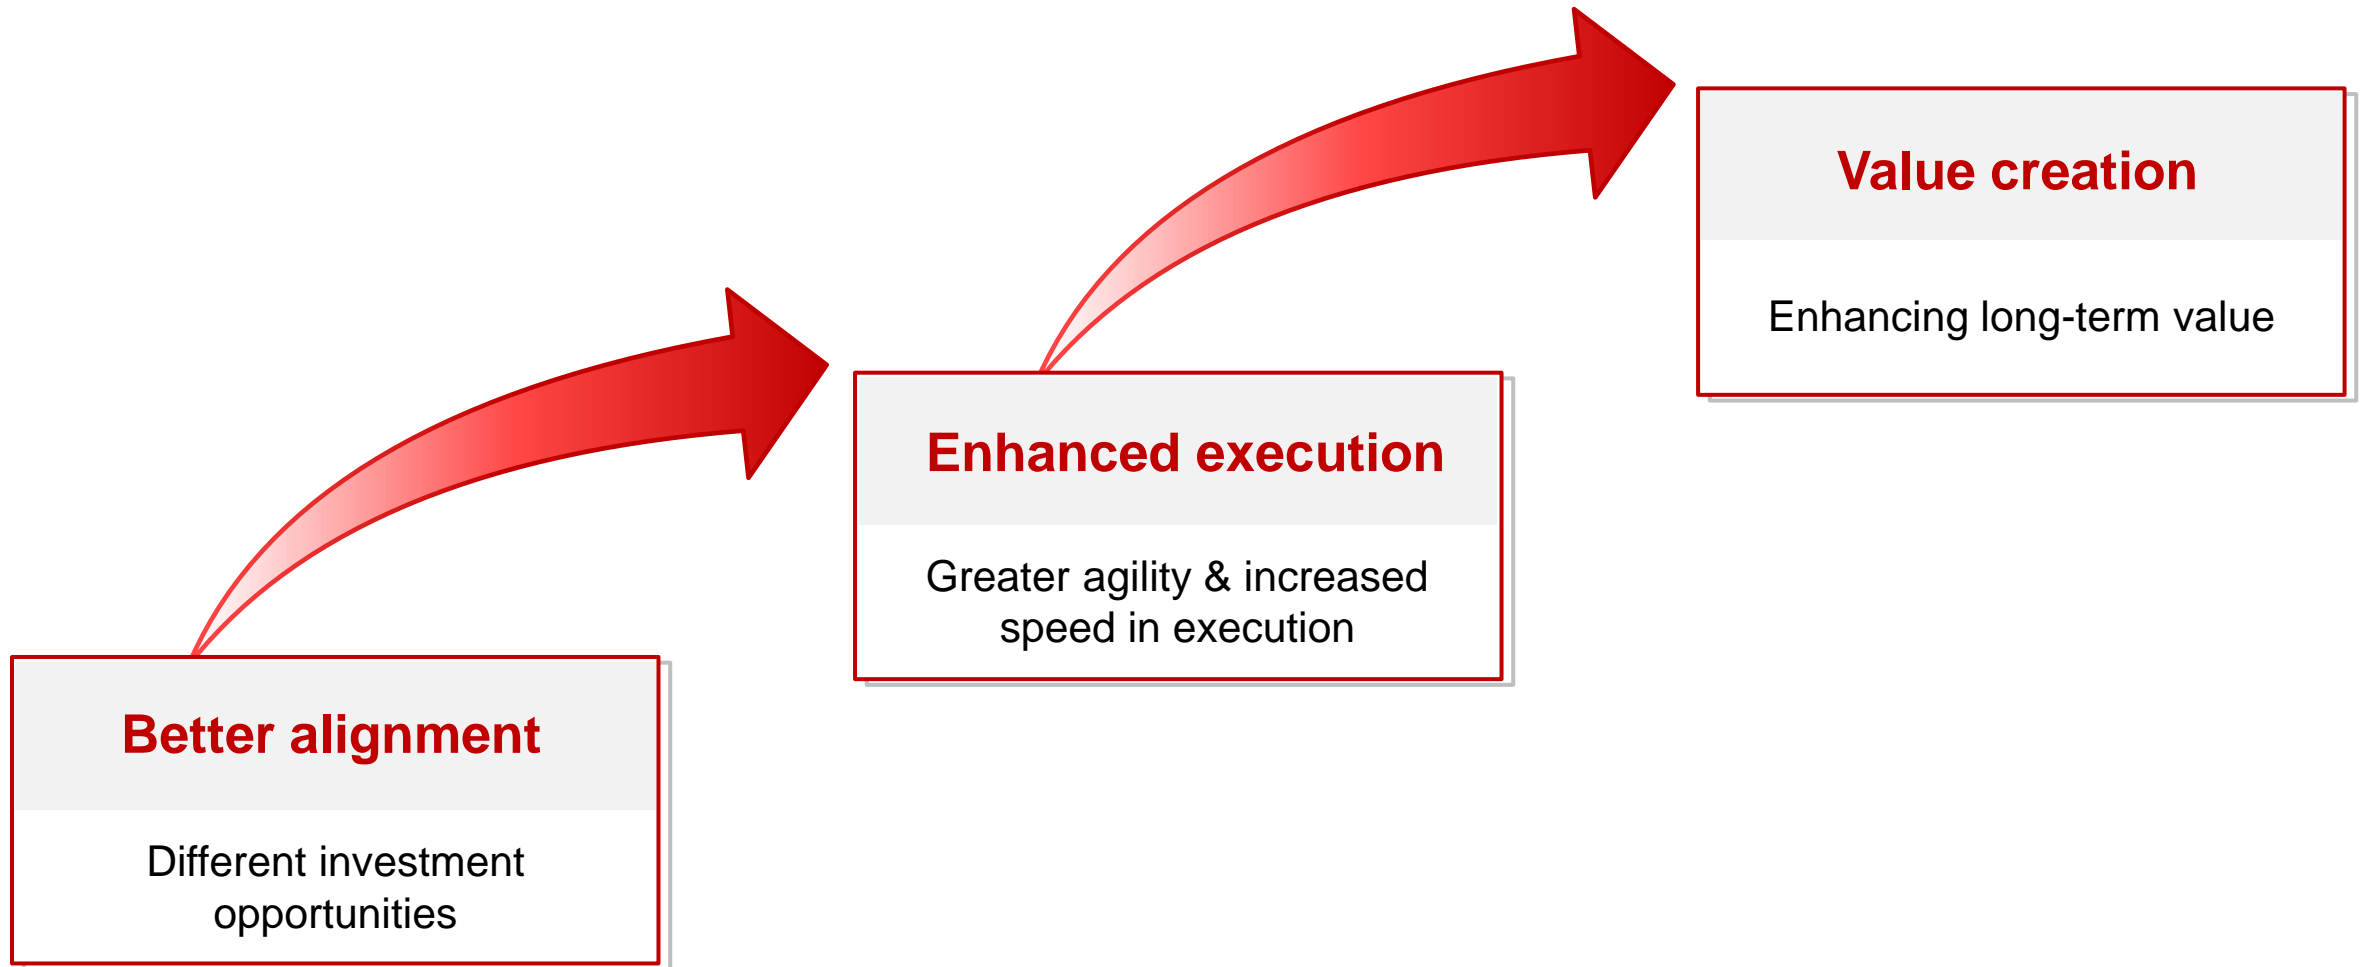 Value creation
Enhancing long-term value
Enhanced execution
Greater agility & increased
speed in execution
Better alignment
Different investment
opportunities